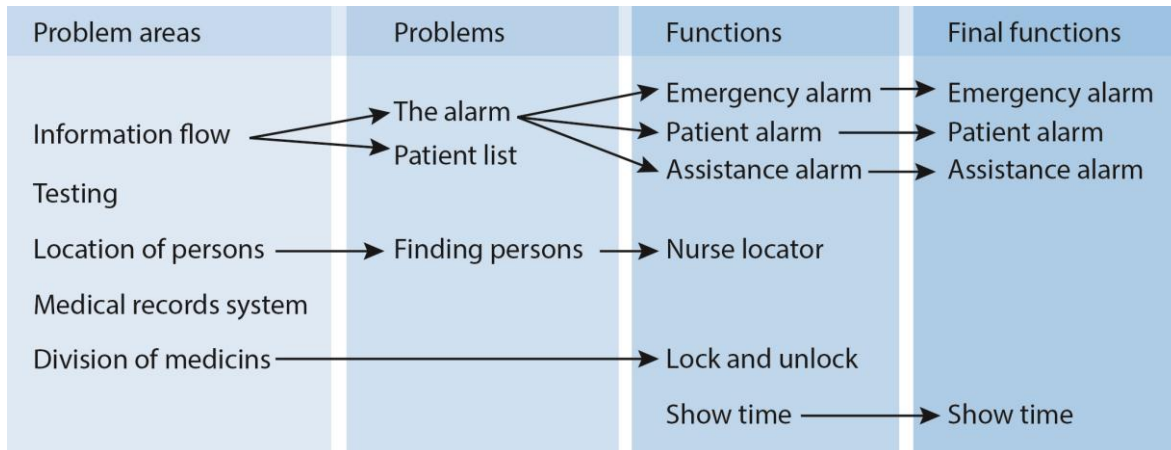 Problem areas
Problems
Functions
Final functions
Information flow
Testing
Location of persons
Medical records system
Division of medicins
The alarm
Patient list
Finding persons
Emergency alarm
Patient alarm
Assistance alarm
Nurse locator
Lock and unlock
Show time
Emergency alarm
Patient alarm
Assistance alarm
Show time